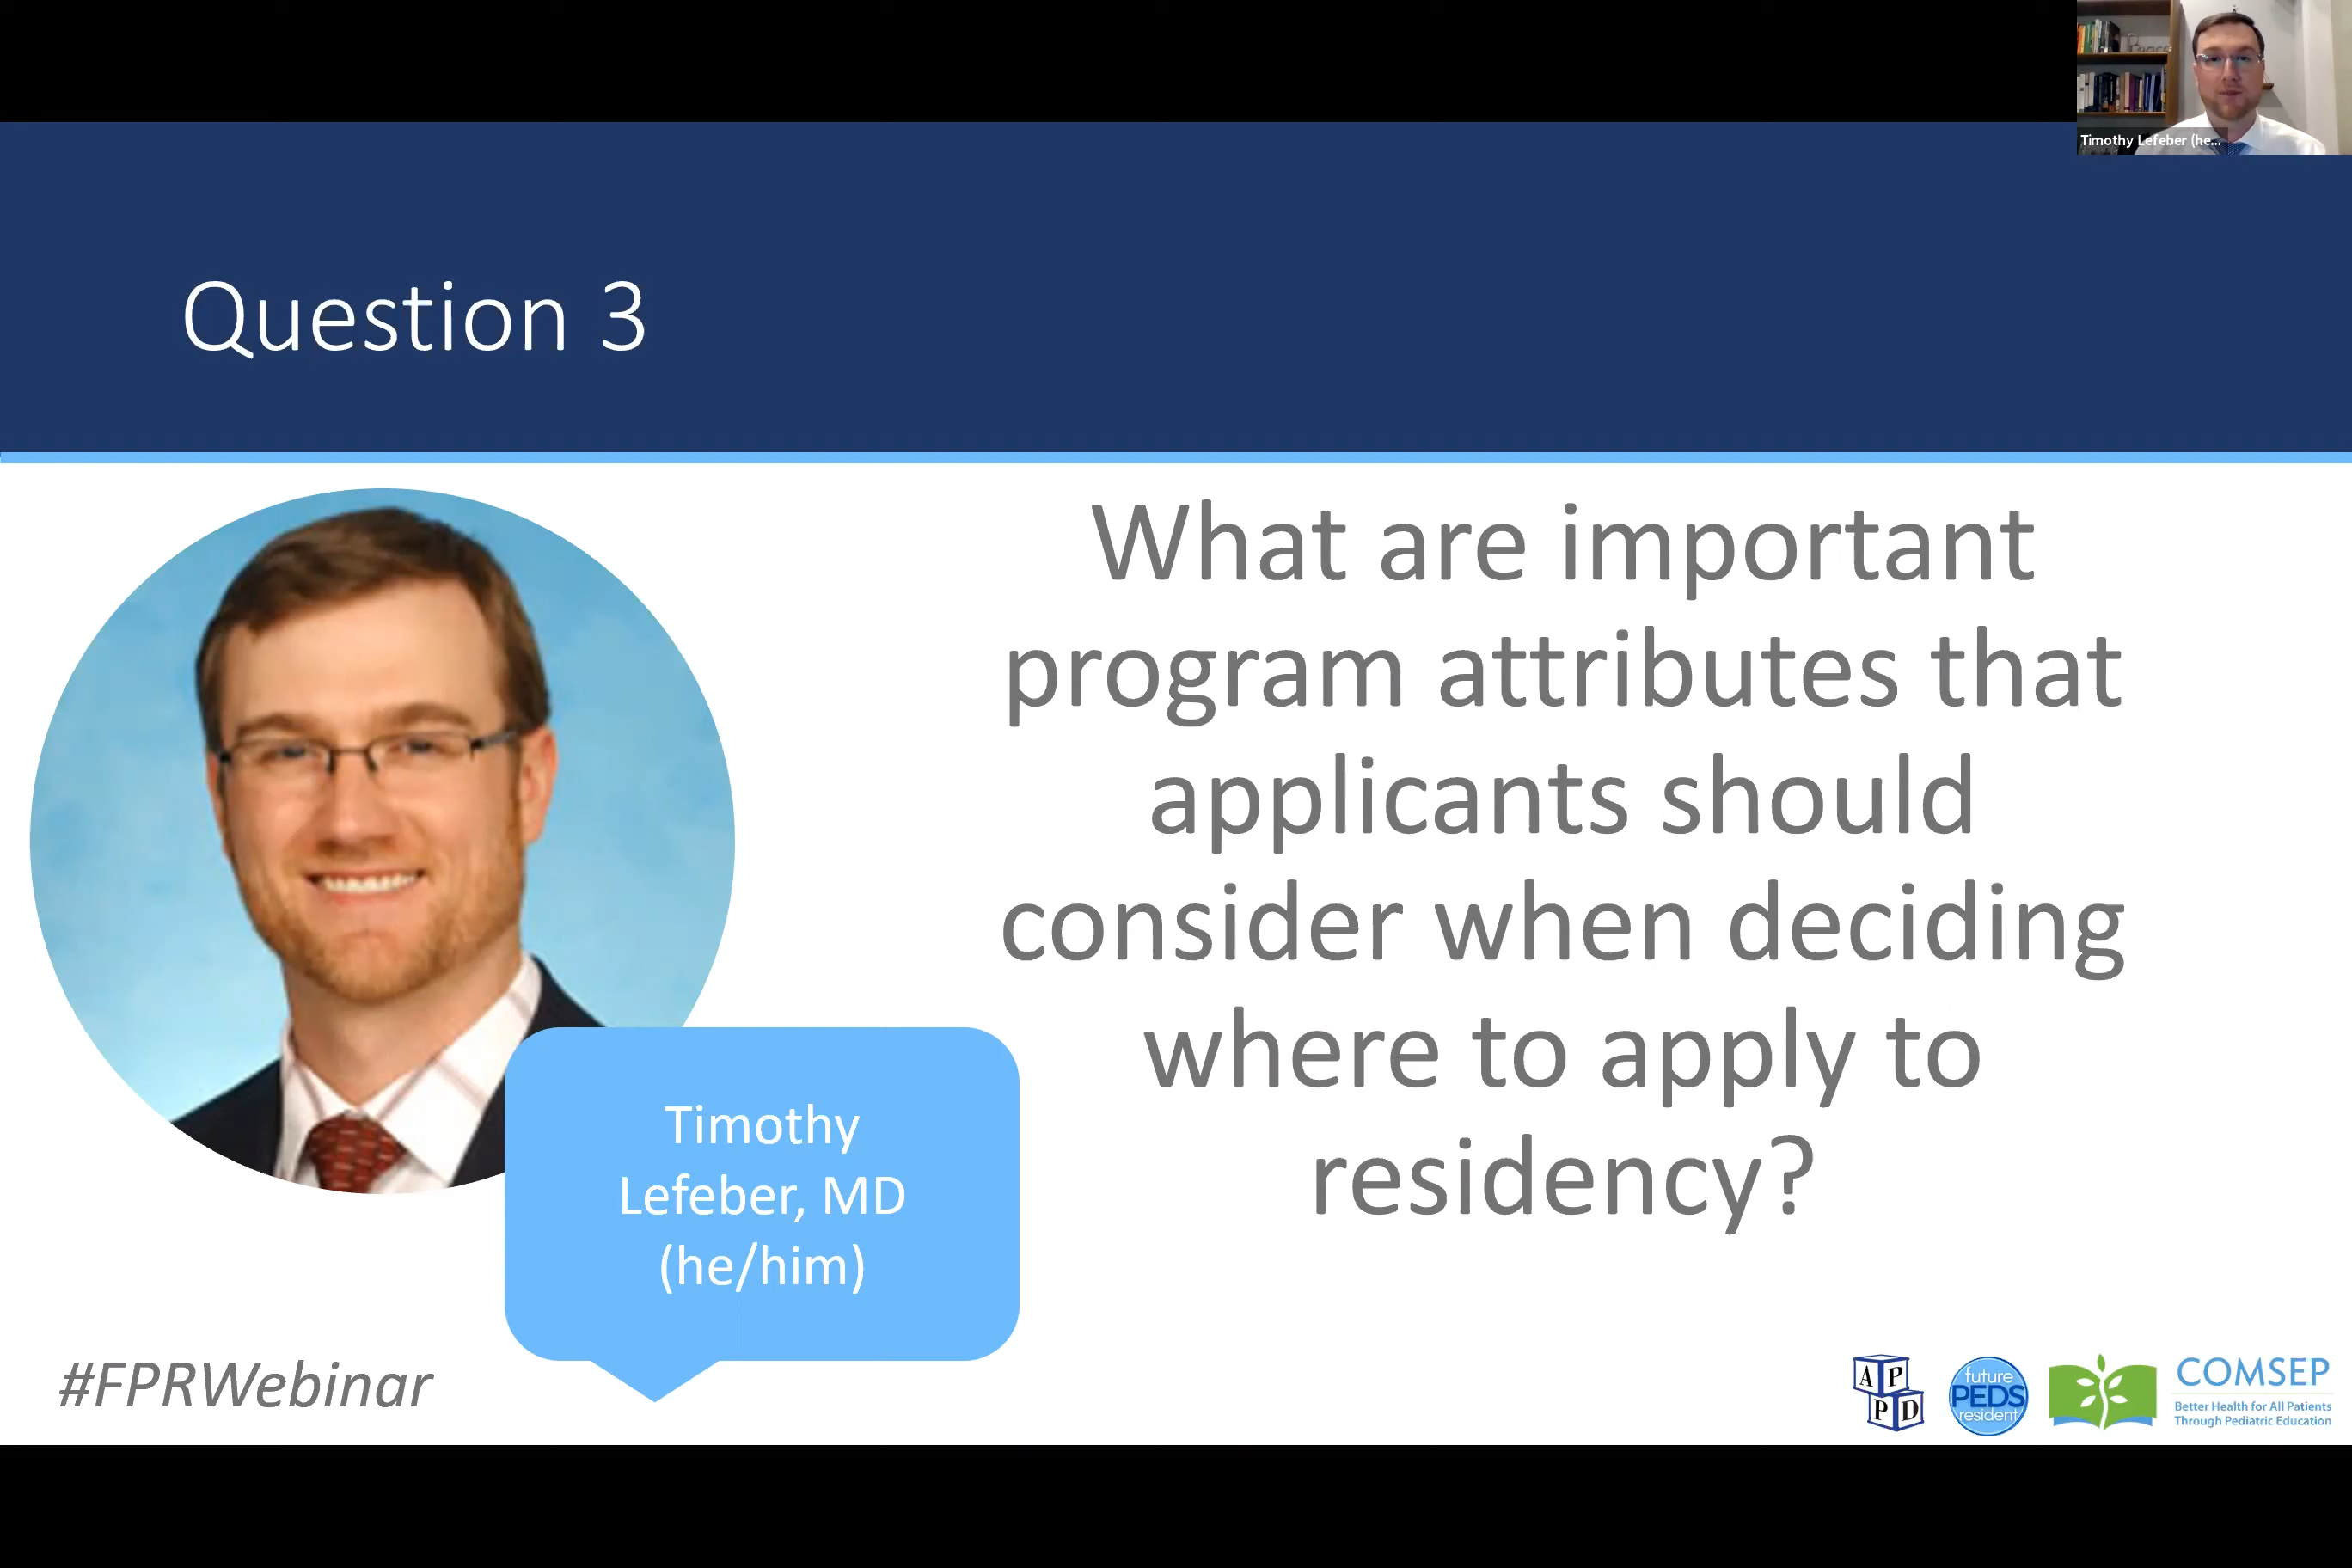 Timothy Lefeber (he...
Question 3
What are important
program attributes that
applicants should
consider when deciding
where to apply to
residency?
Timothy
Lefeber, MD
(he/him)
#FPRWebinar
A P
P D
future
PEDS
resident
COMSEP
Better Health for All Patients
Through Pediatric Education